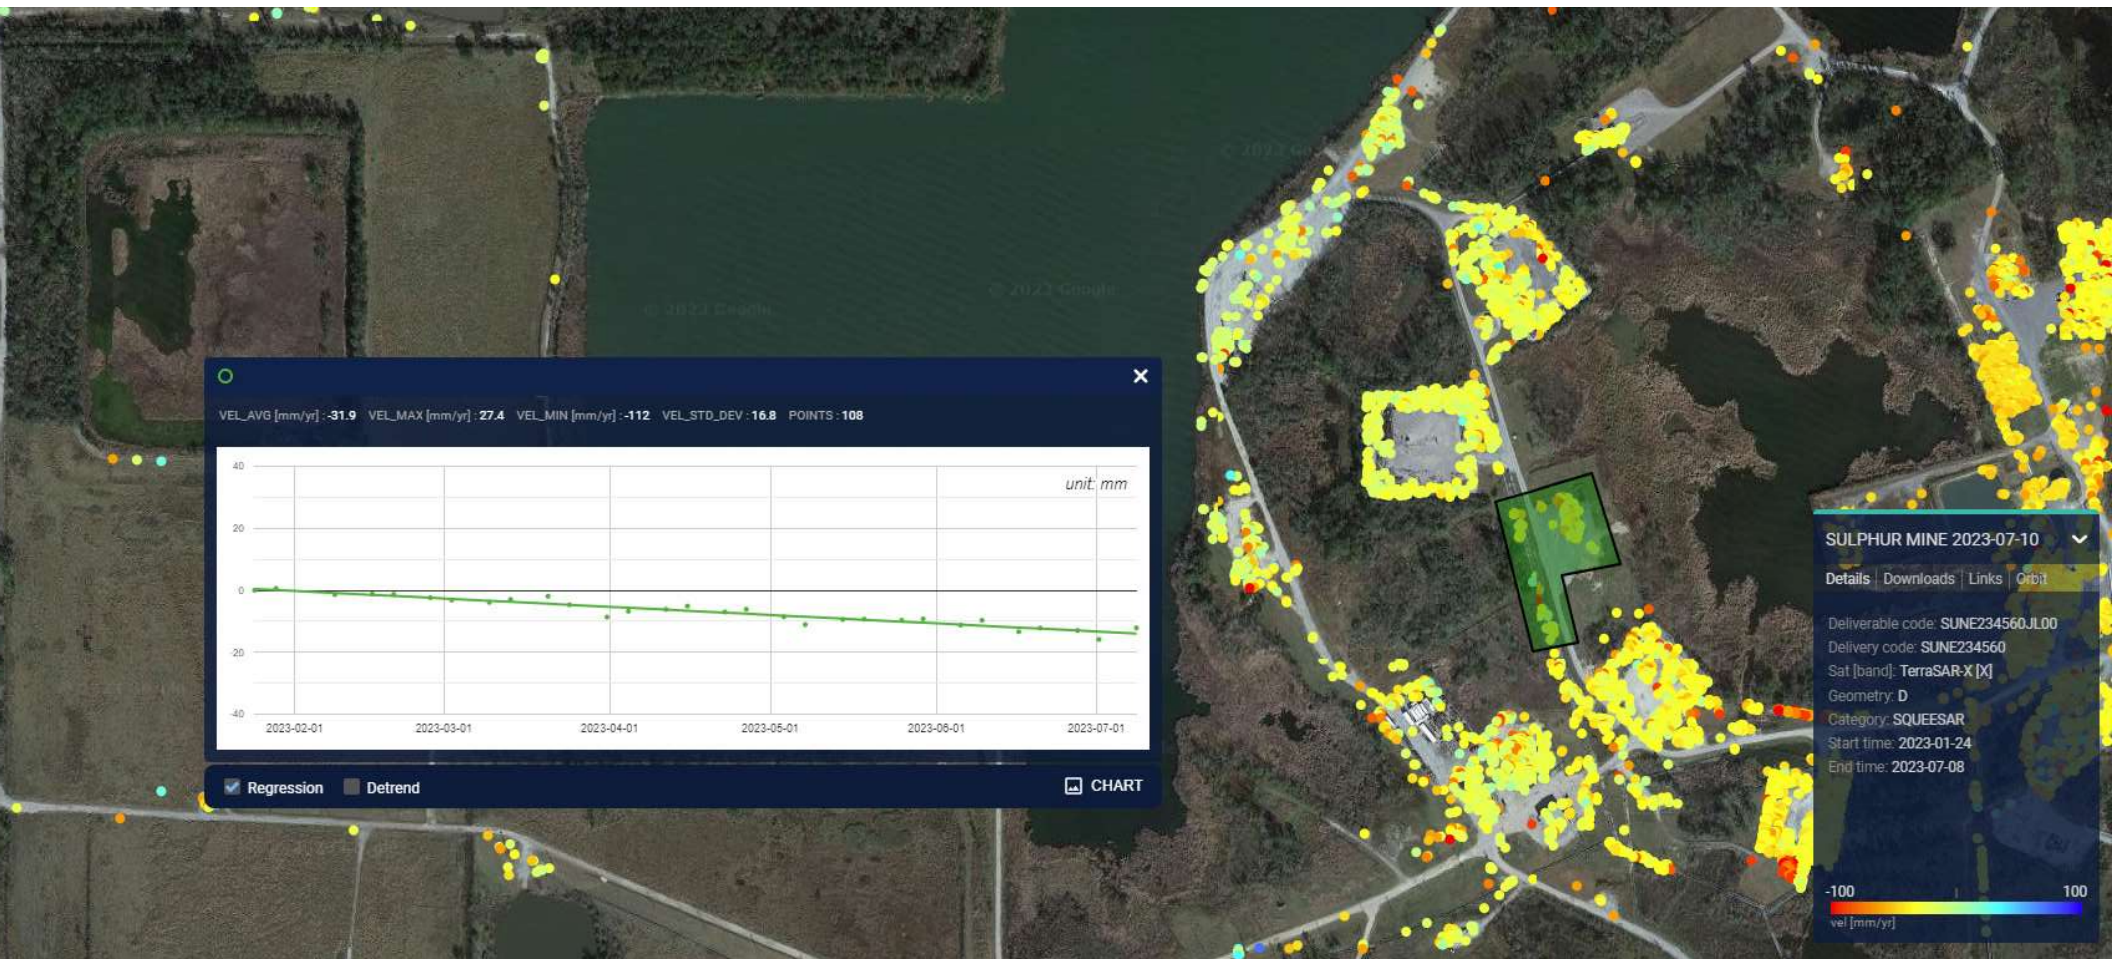 © 2023 Google
© 2023 Google
VEL_AVG [mm/yr] : -31.9 VEL_MAX [mm/yr] : 27.4 VEL_MIN [mm/yr] : -112 VEL_STD_DEV : 16.8 POINTS : 108
unit: mm
40
20
0
-20
-40
2023-02-01 2023-03-01 2023-04-01 2023-05-01 2023-06-01 2023-07-01
Regression Detrend CHART
SULPHUR MINE 2023-07-10
Details | Downloads | Links | Orbit
Deliverable code: SUNE234560JL00
Delivery code: SUNE234560
Sat [band]: TerraSAR-X [X]
Geometry: D
Category: SQUEESAR
Start time: 2023-01-24
End time: 2023-07-08
-100 100
vel [mm/yr]